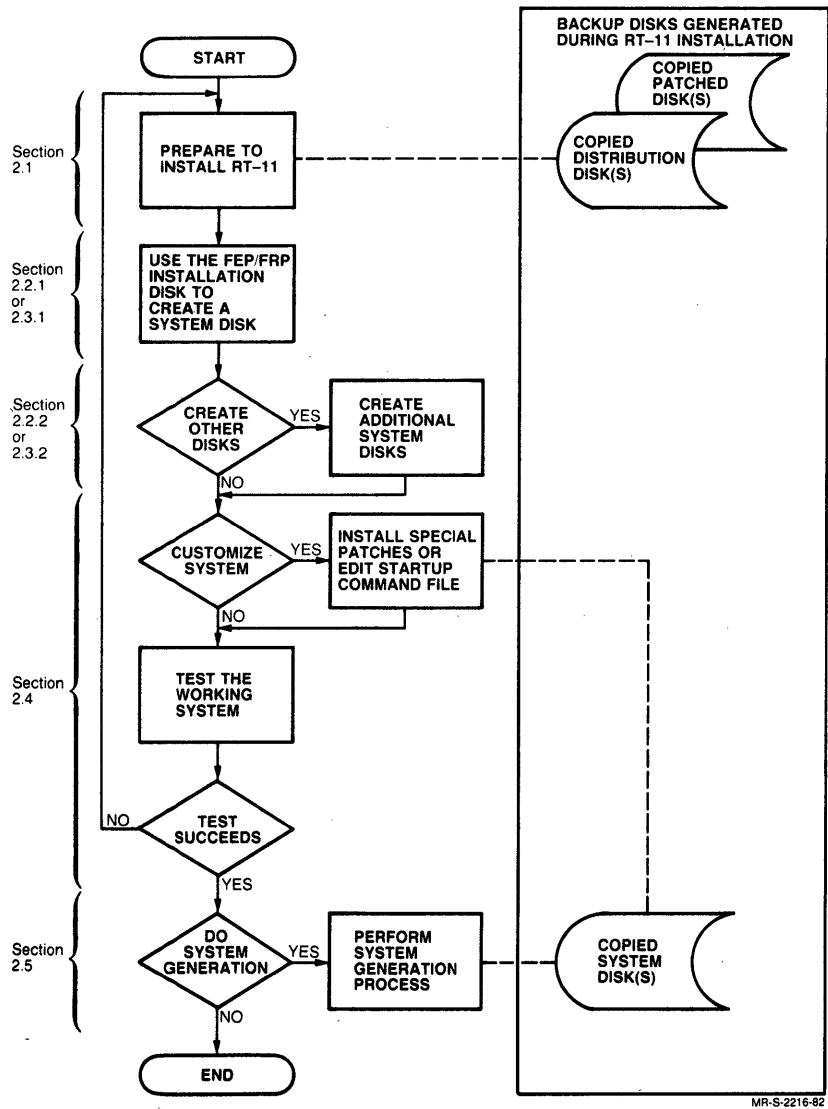 START
Section
2.1
PREPARE TO
INSTALL RT–11
Section
2.2.1
or
2.3.1
USE THE FEP/FRP
INSTALLATION
DISK TO
CREATE A
SYSTEM DISK
Section
2.2.2
or
2.3.2
CREATE
OTHER
DISKS
YES
CREATE
ADDITIONAL
SYSTEM
DISKS
NO
Section
2.4
CUSTOMIZE
SYSTEM
YES
INSTALL SPECIAL
PATCHES OR
EDIT STARTUP
COMMAND FILE
NO
TEST THE
WORKING
SYSTEM
TEST
SUCCEEDS
NO
YES
Section
2.5
DO
SYSTEM
GENERATION
YES
PERFORM
SYSTEM
GENERATION
PROCESS
NO
END
BACKUP DISKS GENERATED
DURING RT–11 INSTALLATION
COPIED
PATCHED
DISK(S)
COPIED
DISTRIBUTION
DISK(S)
COPIED
SYSTEM
DISK(S)
MR-S-2216-82